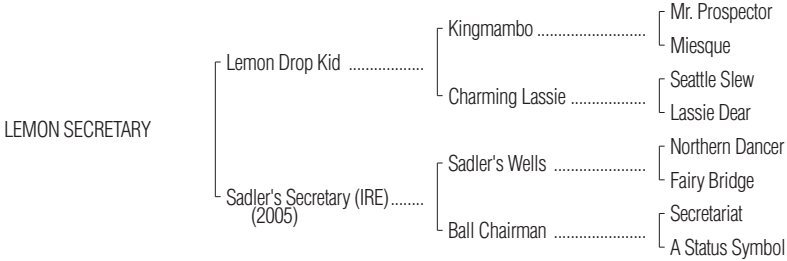 Mr. Prospector
Kingmambo ..........................
Miesque
Lemon Drop Kid ..................
Seattle Slew
Charming Lassie ..................
Lassie Dear
LEMON SECRETARY
Northern Dancer
Sadler's Wells ......................
Fairy Bridge
Sadler's Secretary (IRE) ........
(2005)
Secretariat
Ball Chairman ......................
A Status Symbol